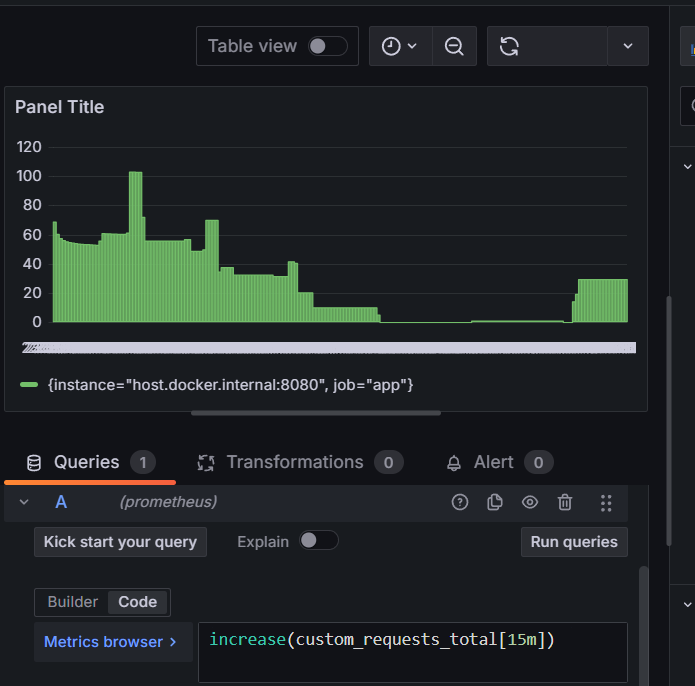 Table view
Panel Title
120
100
80
60
40
20
0
{instance="host.docker.internal:8080", job="app"}
Queries 1 Transformations 0 Alert 0
A (prometheus)
Kick start your query Explain Run queries
Builder Code
Metrics browser > increase(custom_requests_total[15m])